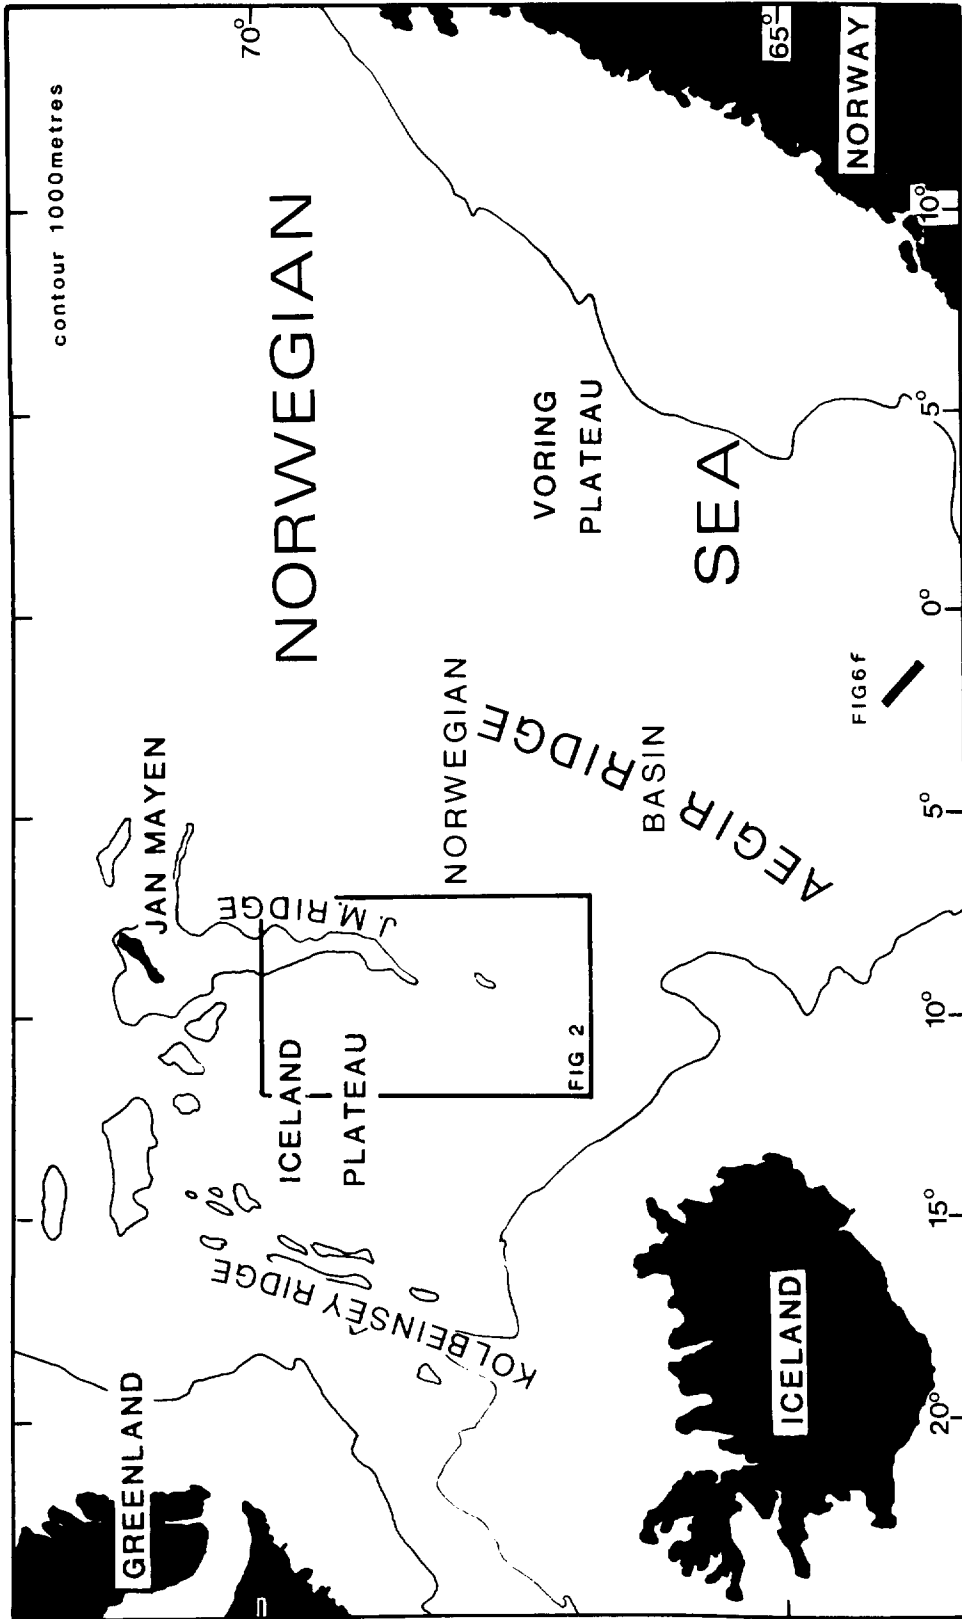 contour 1000metres
70°
65°
GREENLAND
JAN MAYEN
NORWEGIAN
SEA
KOLBEINSEY RIDGE
ICELAND
PLATEAU
J. M. RIDGE
FIG 2
NORWEGIAN
BASIN
AEGIR RIDGE
VORING
PLATEAU
ICELAND
NORWAY
FIG6f
20°
15°
10°
5°
0°
5°
10°